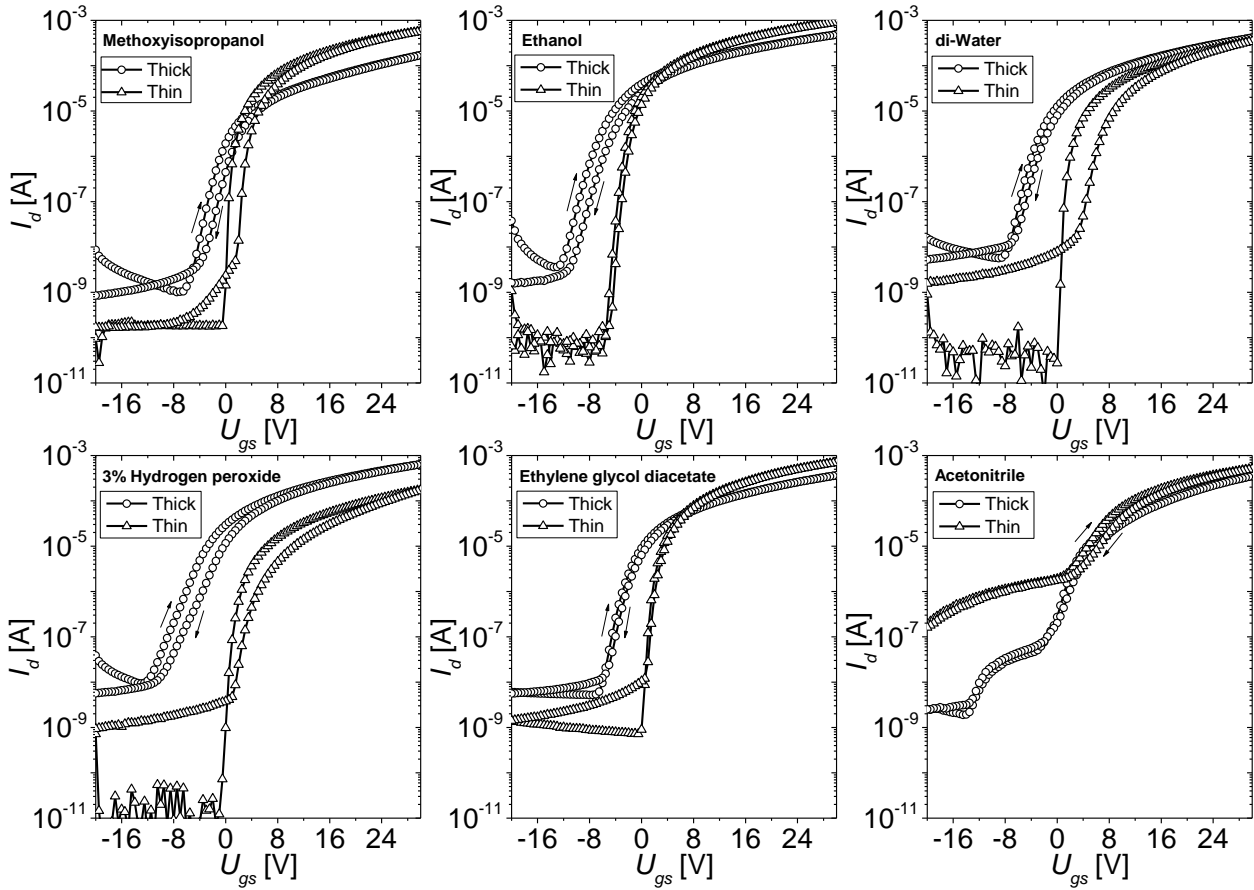 Methoxyisopropanol
Thick
Thin
10^-3
10^-5
10^-7
10^-9
10^-11
I_d [A]
-16 -8 0 8 16 24
U_gs [V]
Ethanol
Thick
Thin
10^-3
10^-5
10^-7
10^-9
10^-11
I_d [A]
-16 -8 0 8 16 24
U_gs [V]
di-Water
Thick
Thin
10^-3
10^-5
10^-7
10^-9
10^-11
I_d [A]
-16 -8 0 8 16 24
U_gs [V]
3% Hydrogen peroxide
Thick
Thin
10^-3
10^-5
10^-7
10^-9
10^-11
I_d [A]
-16 -8 0 8 16 24
U_gs [V]
Ethylene glycol diacetate
Thick
Thin
10^-3
10^-5
10^-7
10^-9
10^-11
I_d [A]
-16 -8 0 8 16 24
U_gs [V]
Acetonitrile
Thick
Thin
10^-3
10^-5
10^-7
10^-9
10^-11
I_d [A]
-16 -8 0 8 16 24
U_gs [V]